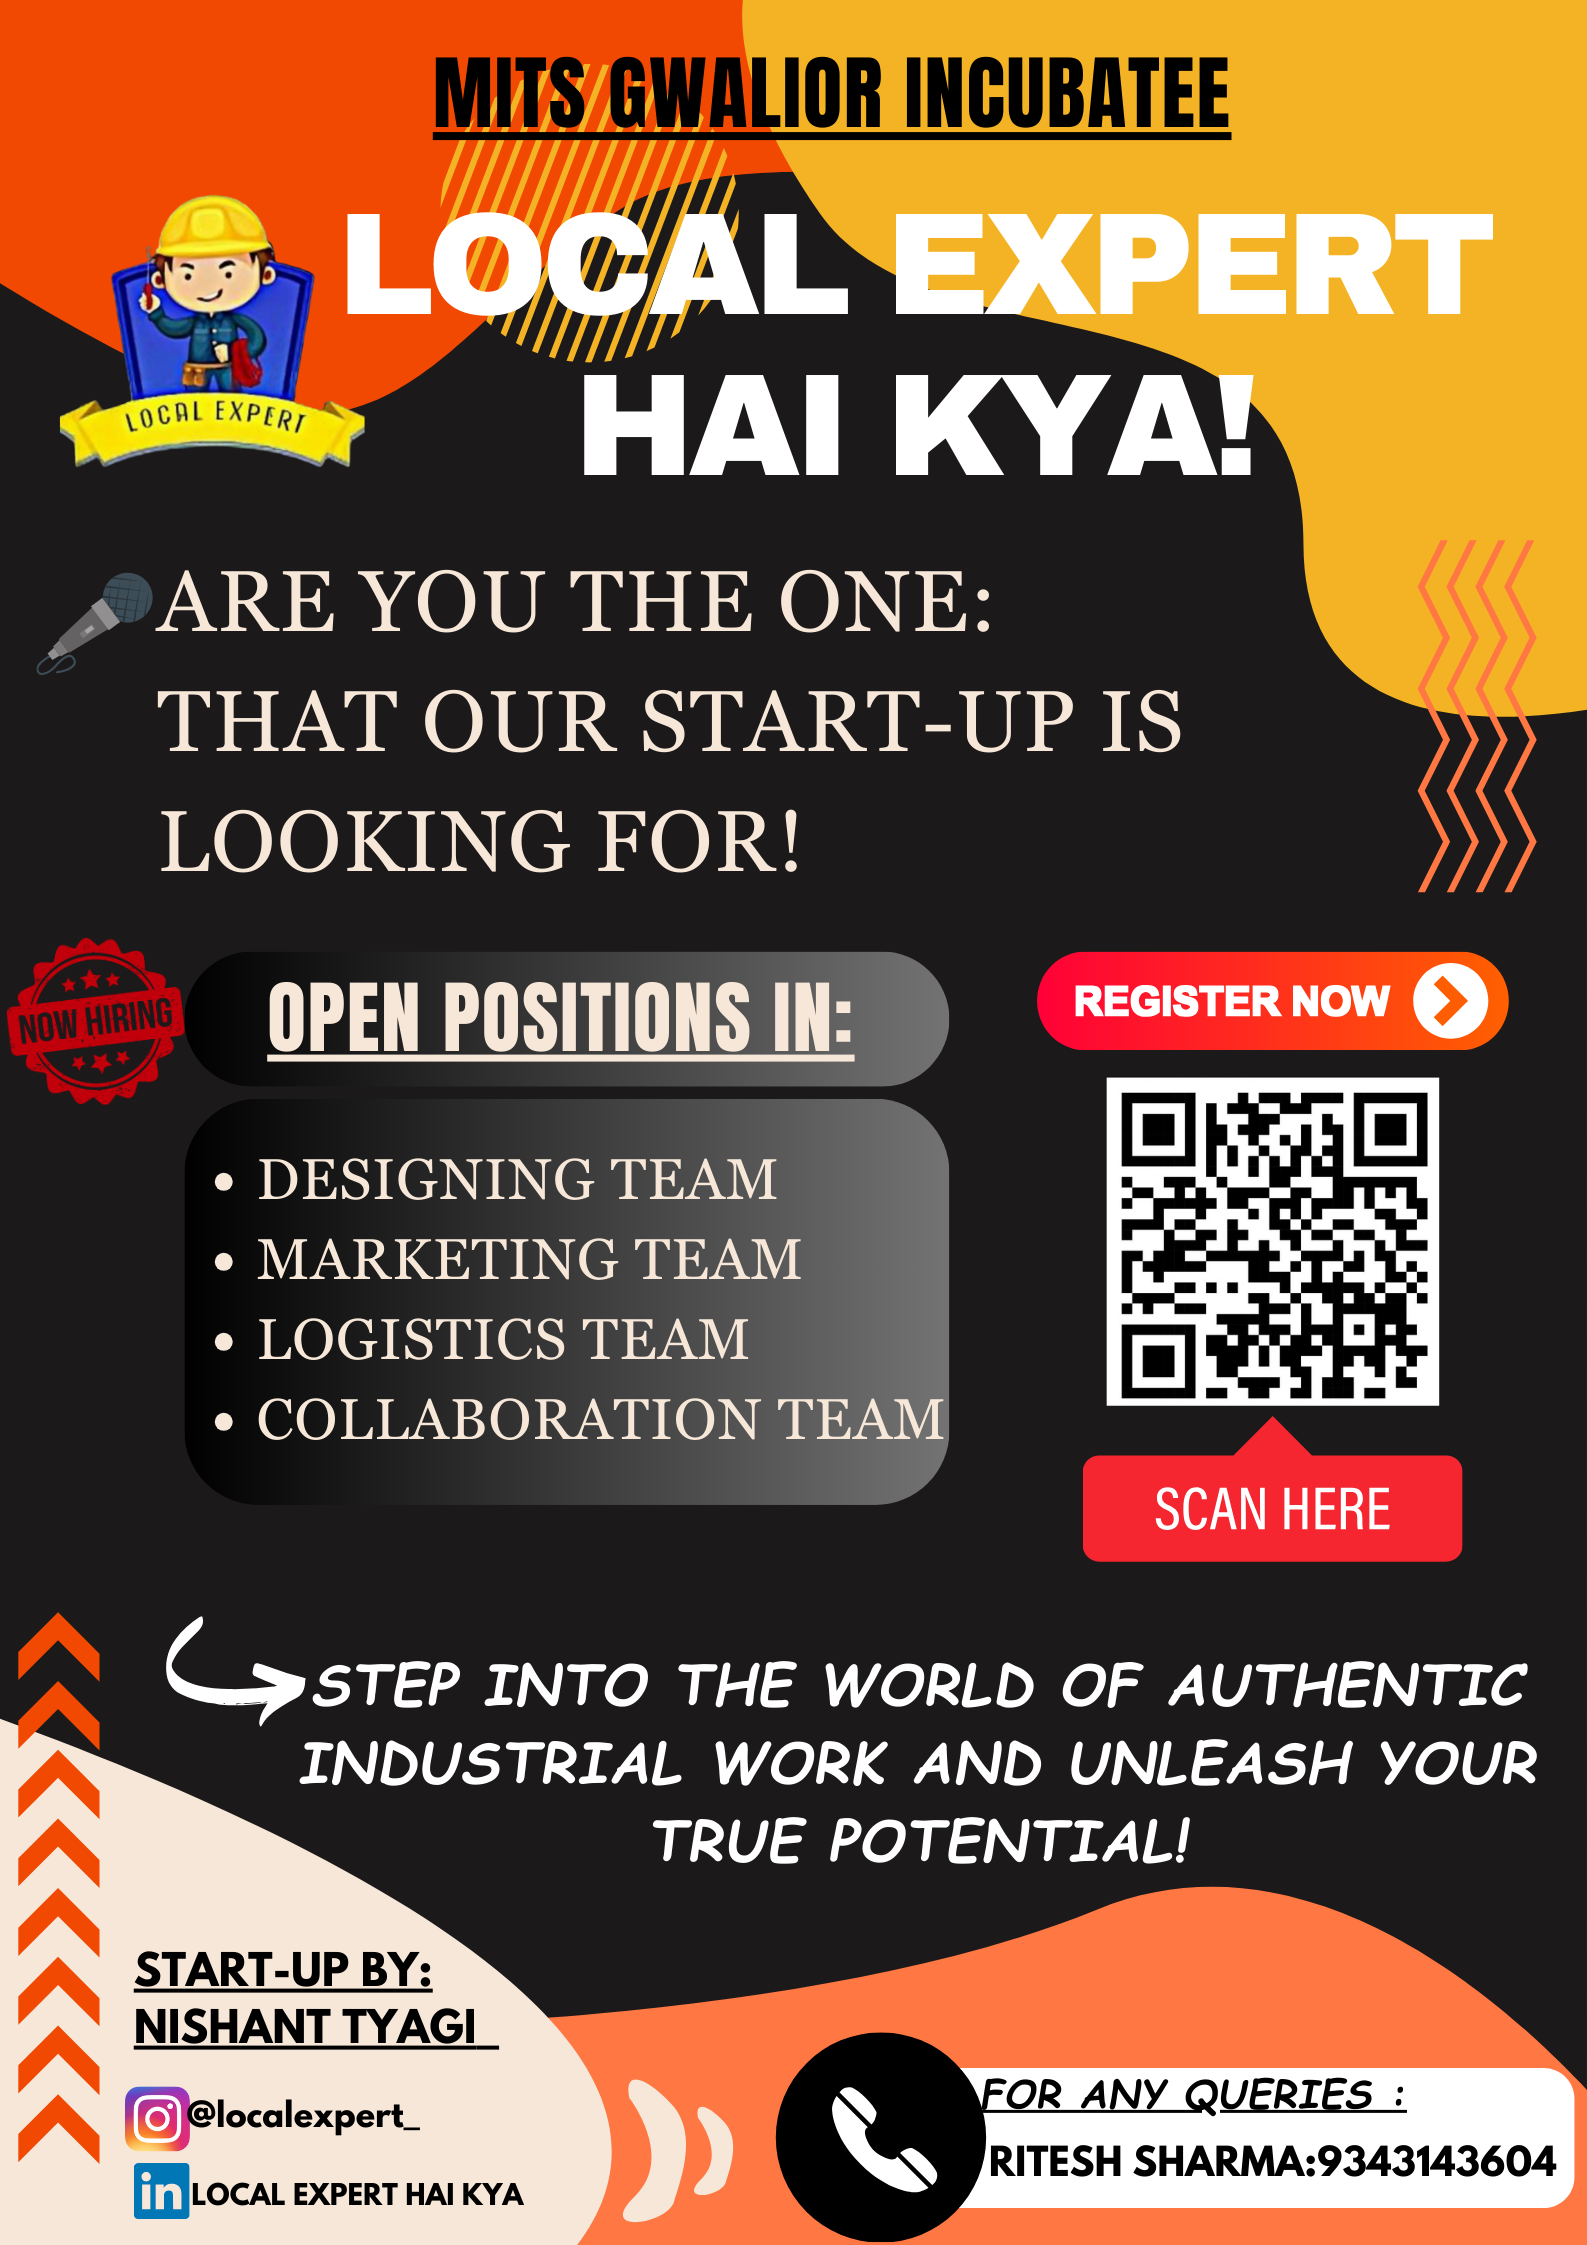 MITS GWALIOR INCUBATEE
LOCAL EXPERT
HAI KYA!
LOCAL EXPERT
ARE YOU THE ONE:
THAT OUR START-UP IS
LOOKING FOR!
NOW HIRING
OPEN POSITIONS IN:
• DESIGNING TEAM
• MARKETING TEAM
• LOGISTICS TEAM
• COLLABORATION TEAM
REGISTER NOW
SCAN HERE
STEP INTO THE WORLD OF AUTHENTIC
INDUSTRIAL WORK AND UNLEASH YOUR
TRUE POTENTIAL!
START-UP BY:
NISHANT TYAGI_
@localexpert_
in LOCAL EXPERT HAI KYA
FOR ANY QUERIES :
RITESH SHARMA:9343143604